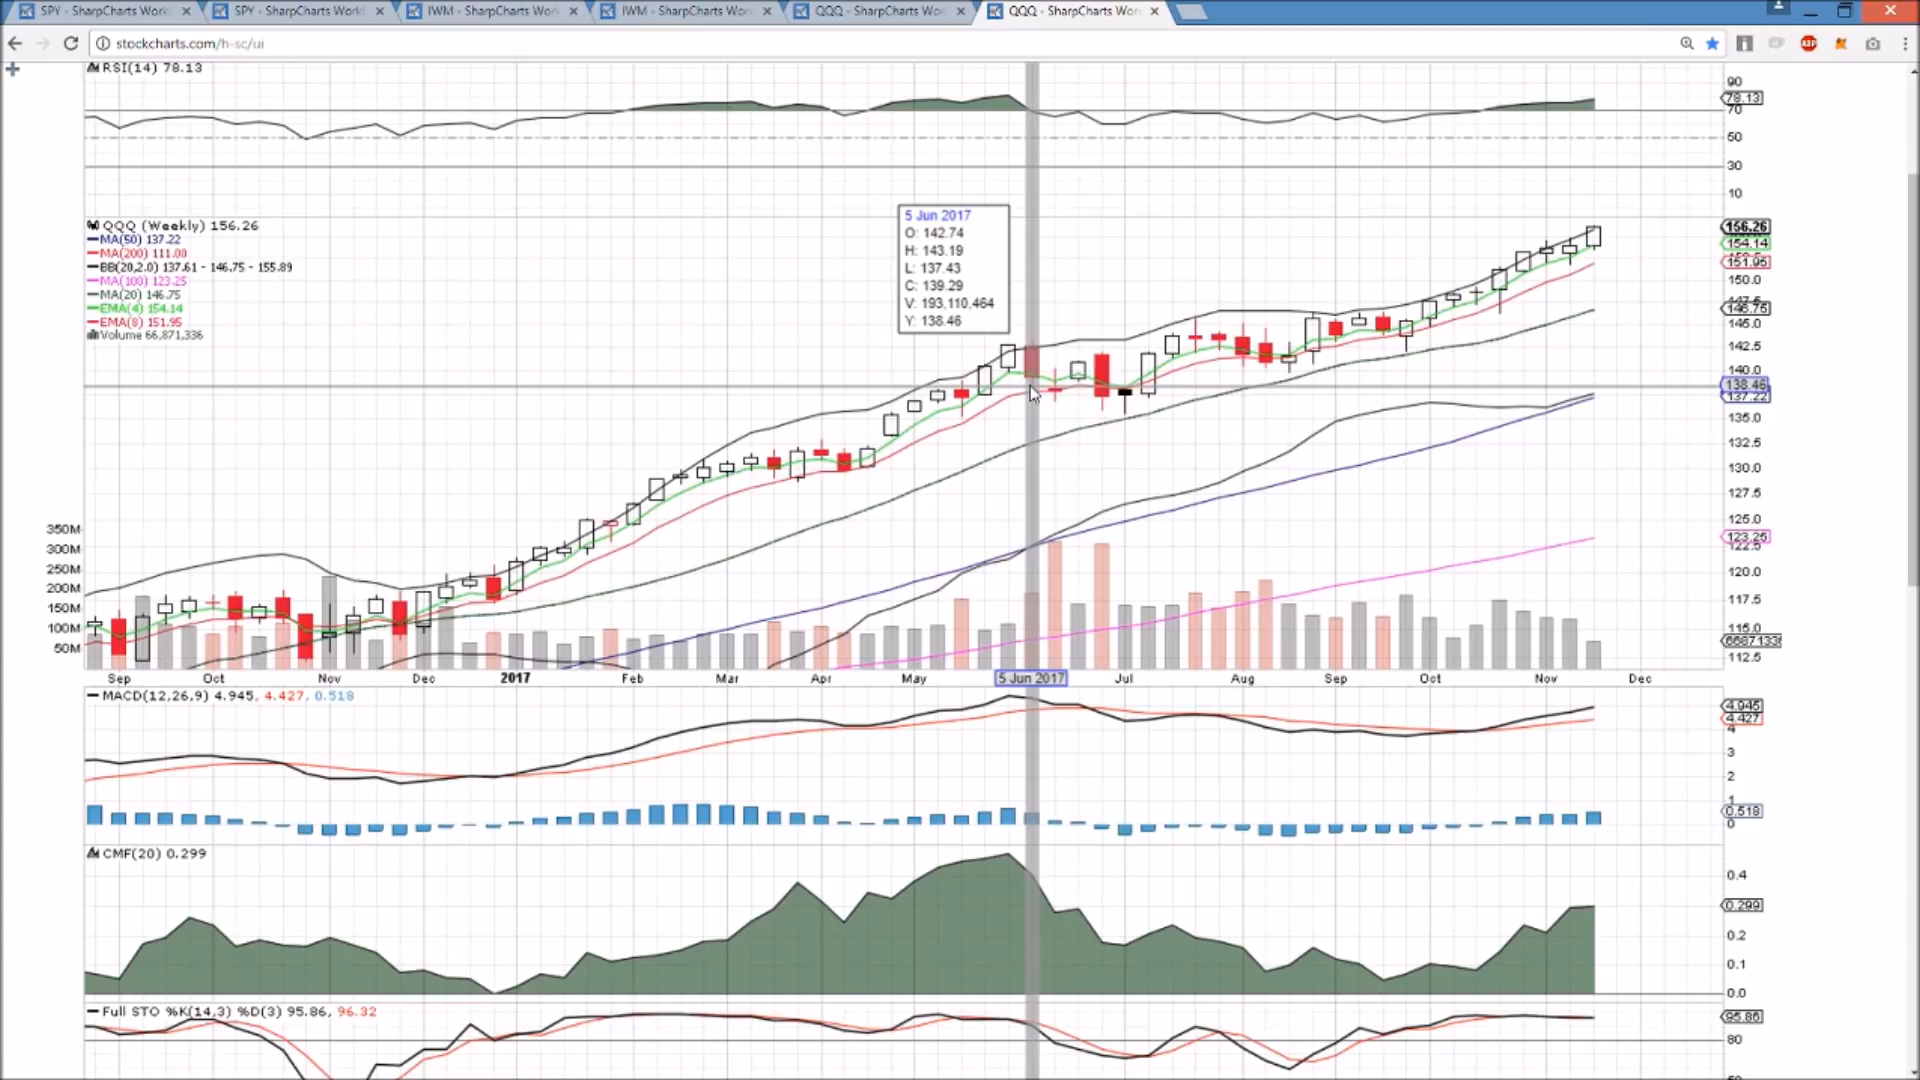 SPY - SharpCharts Work
SPY - SharpCharts Work
IWM - SharpCharts Work
IWM - SharpCharts Wor
QQQ - SharpCharts Wo
QQQ - SharpCharts Wor
stockcharts.com/h-sc/ui
ABP
RSI(14) 78.13
90
78.13
70
50
30
10
QQQ (Weekly) 156.26
MA(50) 137.22
MA(200) 111.00
BB(20,2.0) 137.61 - 146.75 - 155.89
MA(100) 123.25
MA(20) 146.75
EMA(4) 154.14
EMA(8) 151.95
Volume 66,871,336
5 Jun 2017
O: 142.74
H: 143.19
L: 137.43
C: 139.29
V: 193,110,464
Y: 138.46
156.26
154.14
151.95
150.0
147.5
146.75
145.0
142.5
140.0
138.46
137.22
135.0
132.5
130.0
127.5
125.0
123.25
122.5
120.0
117.5
115.0
112.5
350M
300M
250M
200M
150M
100M
50M
Sep Oct Nov Dec 2017 Feb Mar Apr May 5 Jun 2017 Jul Aug Sep Oct Nov Dec
MACD(12,26,9) 4.945, 4.427, 0.518
4.945
4.427
4
3
2
1
0.518
0
CMF(20) 0.299
0.4
0.299
0.2
0.1
0.0
Full STO %K(14,3) %D(3) 95.86, 96.32
95.86
80